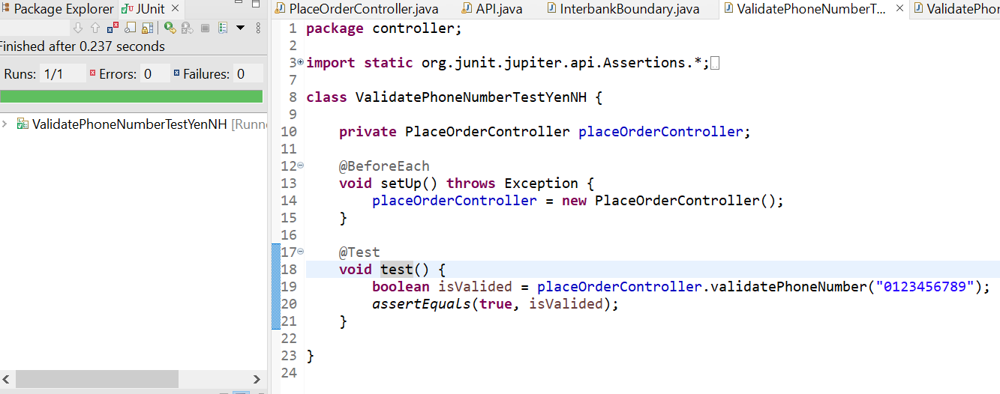 Package Explorer JUnit
Finished after 0.237 seconds
Runs: 1/1 Errors: 0 Failures: 0
ValidatePhoneNumberTestYenNH [Runne
PlaceOrderController.java API.java InterbankBoundary.java ValidatePhoneNumberT... ValidatePhon
1 package controller;
2
3 import static org.junit.jupiter.api.Assertions.*;
7
8 class ValidatePhoneNumberTestYenNH {
9
10 private PlaceOrderController placeOrderController;
11
12 @BeforeEach
13 void setUp() throws Exception {
14 placeOrderController = new PlaceOrderController();
15 }
16
17 @Test
18 void test() {
19 boolean isValided = placeOrderController.validatePhoneNumber("0123456789");
20 assertEquals(true, isValided);
21 }
22
23 }
24